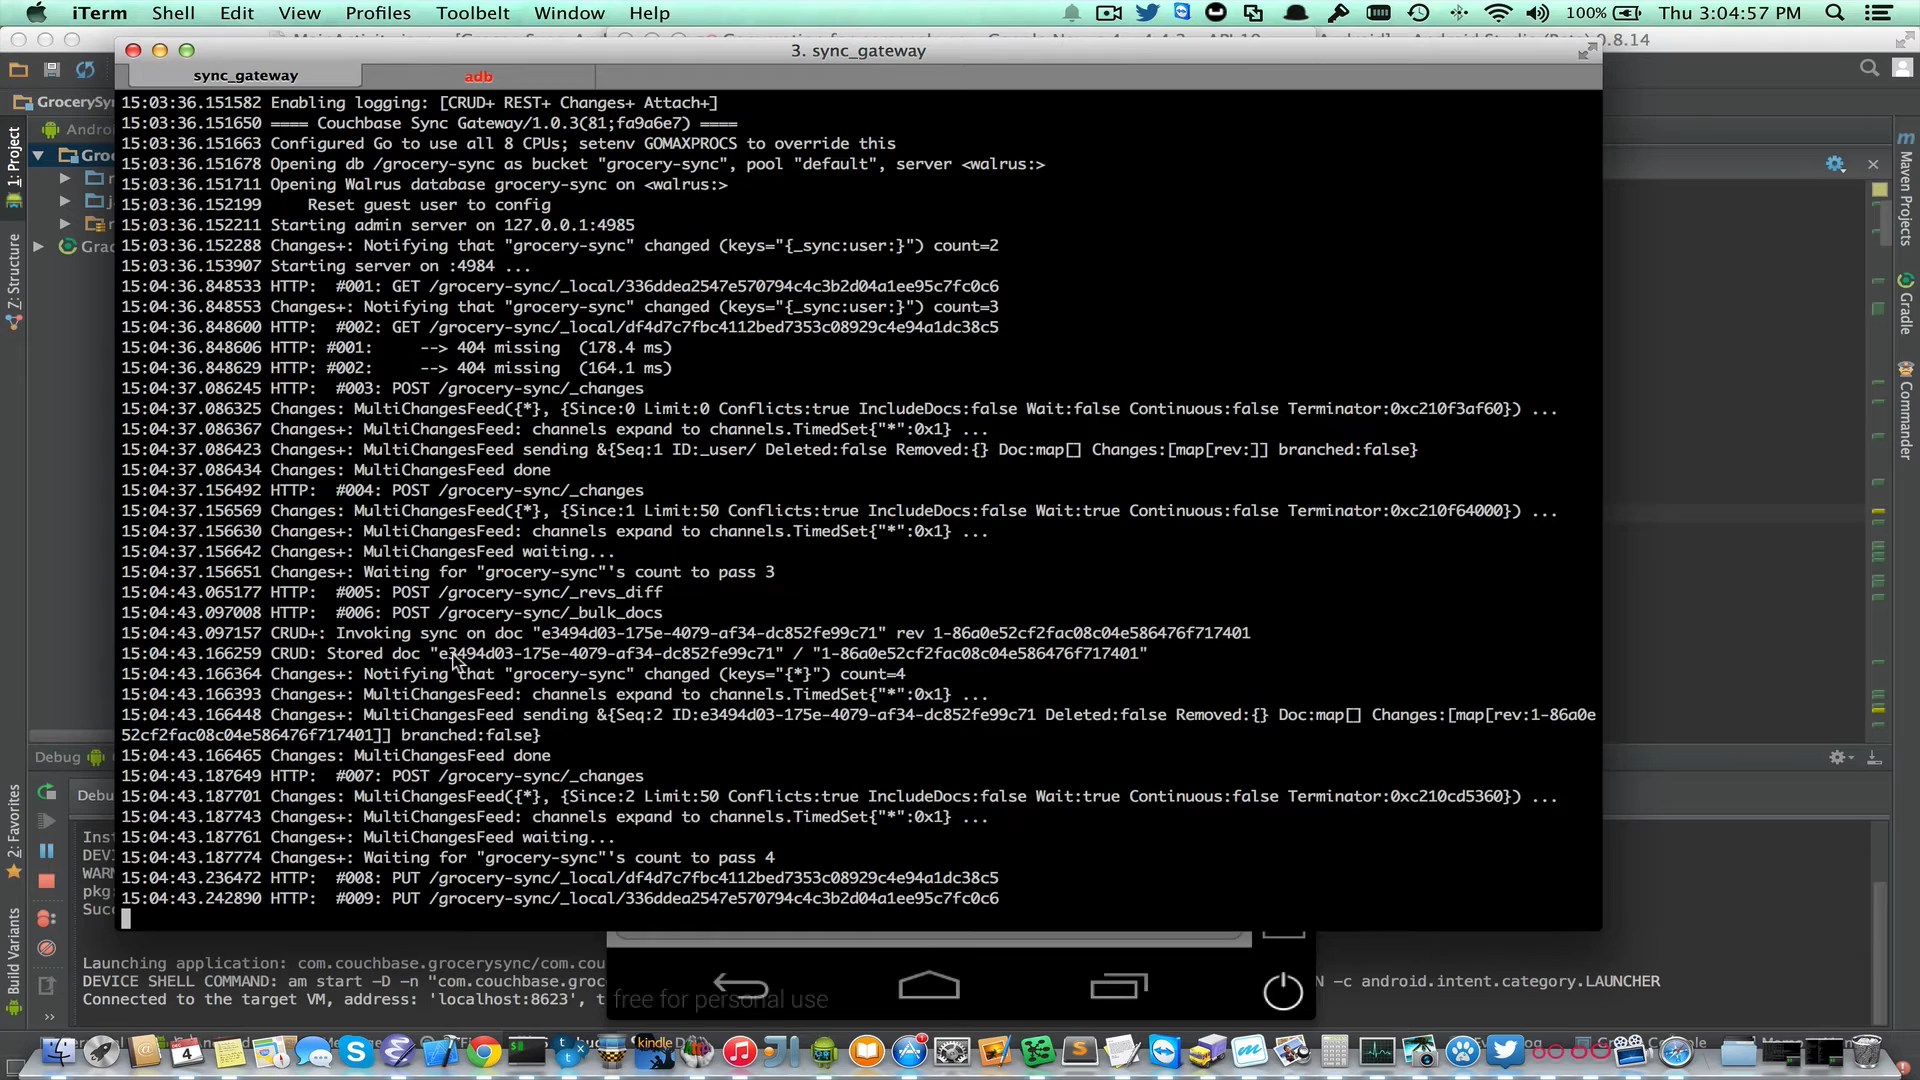 iTerm Shell Edit View Profiles Toolbelt Window Help 100% Thu 3:04:57 PM
3. sync_gateway
0.8.14
sync_gateway adb
15:03:36.151582 Enabling logging: [CRUD+ REST+ Changes+ Attach+]
15:03:36.151650 ==== Couchbase Sync Gateway/1.0.3(81;fa9a6e7) ====
15:03:36.151663 Configured Go to use all 8 CPUs; setenv GOMAXPROCS to override this
15:03:36.151678 Opening db /grocery-sync as bucket "grocery-sync", pool "default", server <walrus:>
15:03:36.151711 Opening Walrus database grocery-sync on <walrus:>
15:03:36.152199     Reset guest user to config
15:03:36.152211 Starting admin server on 127.0.0.1:4985
15:03:36.152288 Changes+: Notifying that "grocery-sync" changed (keys="{_sync:user:}") count=2
15:03:36.153907 Starting server on :4984 ...
15:04:36.848533 HTTP:  #001: GET /grocery-sync/_local/336ddea2547e570794c4c3b2d04a1ee95c7fc0c6
15:04:36.848553 Changes+: Notifying that "grocery-sync" changed (keys="{_sync:user:}") count=3
15:04:36.848600 HTTP:  #002: GET /grocery-sync/_local/df4d7c7fbc4112bed7353c08929c4e94a1dc38c5
15:04:36.848606 HTTP: #001:     --> 404 missing  (178.4 ms)
15:04:36.848629 HTTP: #002:     --> 404 missing  (164.1 ms)
15:04:37.086245 HTTP:  #003: POST /grocery-sync/_changes
15:04:37.086325 Changes: MultiChangesFeed({*}, {Since:0 Limit:0 Conflicts:true IncludeDocs:false Wait:false Continuous:false Terminator:0xc210f3af60}) ...
15:04:37.086367 Changes+: MultiChangesFeed: channels expand to channels.TimedSet{"*":0x1} ...
15:04:37.086423 Changes+: MultiChangesFeed sending &{Seq:1 ID:_user/ Deleted:false Removed:{} Doc:map[] Changes:[map[rev:]] branched:false}
15:04:37.086434 Changes: MultiChangesFeed done
15:04:37.156492 HTTP:  #004: POST /grocery-sync/_changes
15:04:37.156569 Changes: MultiChangesFeed({*}, {Since:1 Limit:50 Conflicts:true IncludeDocs:false Wait:true Continuous:false Terminator:0xc210f64000}) ...
15:04:37.156630 Changes+: MultiChangesFeed: channels expand to channels.TimedSet{"*":0x1} ...
15:04:37.156642 Changes+: MultiChangesFeed waiting...
15:04:37.156651 Changes+: Waiting for "grocery-sync"'s count to pass 3
15:04:43.065177 HTTP:  #005: POST /grocery-sync/_revs_diff
15:04:43.097008 HTTP:  #006: POST /grocery-sync/_bulk_docs
15:04:43.097157 CRUD+: Invoking sync on doc "e3494d03-175e-4079-af34-dc852fe99c71" rev 1-86a0e52cf2fac08c04e586476f717401
15:04:43.166259 CRUD: Stored doc "e3494d03-175e-4079-af34-dc852fe99c71" / "1-86a0e52cf2fac08c04e586476f717401"
15:04:43.166364 Changes+: Notifying that "grocery-sync" changed (keys="{*}") count=4
15:04:43.166393 Changes+: MultiChangesFeed: channels expand to channels.TimedSet{"*":0x1} ...
15:04:43.166448 Changes+: MultiChangesFeed sending &{Seq:2 ID:e3494d03-175e-4079-af34-dc852fe99c71 Deleted:false Removed:{} Doc:map[] Changes:[map[rev:1-86a0e
52cf2fac08c04e586476f717401]] branched:false}
15:04:43.166465 Changes: MultiChangesFeed done
15:04:43.187649 HTTP:  #007: POST /grocery-sync/_changes
15:04:43.187701 Changes: MultiChangesFeed({*}, {Since:2 Limit:50 Conflicts:true IncludeDocs:false Wait:true Continuous:false Terminator:0xc210cd5360}) ...
15:04:43.187743 Changes+: MultiChangesFeed: channels expand to channels.TimedSet{"*":0x1} ...
15:04:43.187761 Changes+: MultiChangesFeed waiting...
15:04:43.187774 Changes+: Waiting for "grocery-sync"'s count to pass 4
15:04:43.236472 HTTP:  #008: PUT /grocery-sync/_local/df4d7c7fbc4112bed7353c08929c4e94a1dc38c5
15:04:43.242890 HTTP:  #009: PUT /grocery-sync/_local/336ddea2547e570794c4c3b2d04a1ee95c7fc0c6
GrocerySy
Andro
Groc
Grad
1: Project
Z: Structure
2: Favorites
Build Variants
Maven Projects
Gradle
Commander
Debug
Debu
Inst
DEVI
WARN
pkg:
Succ
Launching application: com.couchbase.grocerysync/com.cou
DEVICE SHELL COMMAND: am start -D -n "com.couchbase.groc
N -c android.intent.category.LAUNCHER
Connected to the target VM, address: 'localhost:8623', t
free for personal use
kindle
4